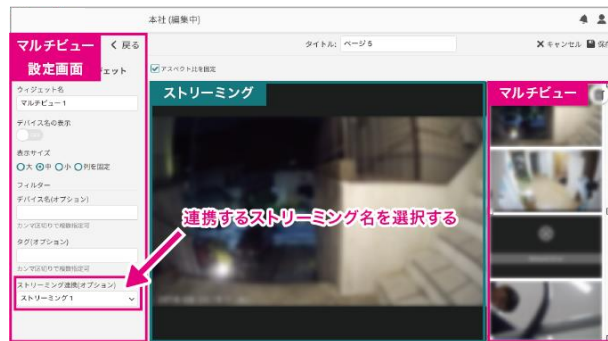 本社 (編集中)
マルチビュー
設定画面
く 戻る
ェット
タイトル: ページ 5
✕ キャンセル
アスペクト比を固定
ウィジェット名
マルチビュー 1
デバイス名の表示
表示サイズ
大 中 小 列を固定
フィルター
デバイス名(オプション)
カンマ区切りで複数指定可
タグ(オプション)
カンマ区切りで複数指定可
ストリーミング連携(オプション)
ストリーミング 1
ストリーミング
連携するストリーミング名を選択する
マルチビュー